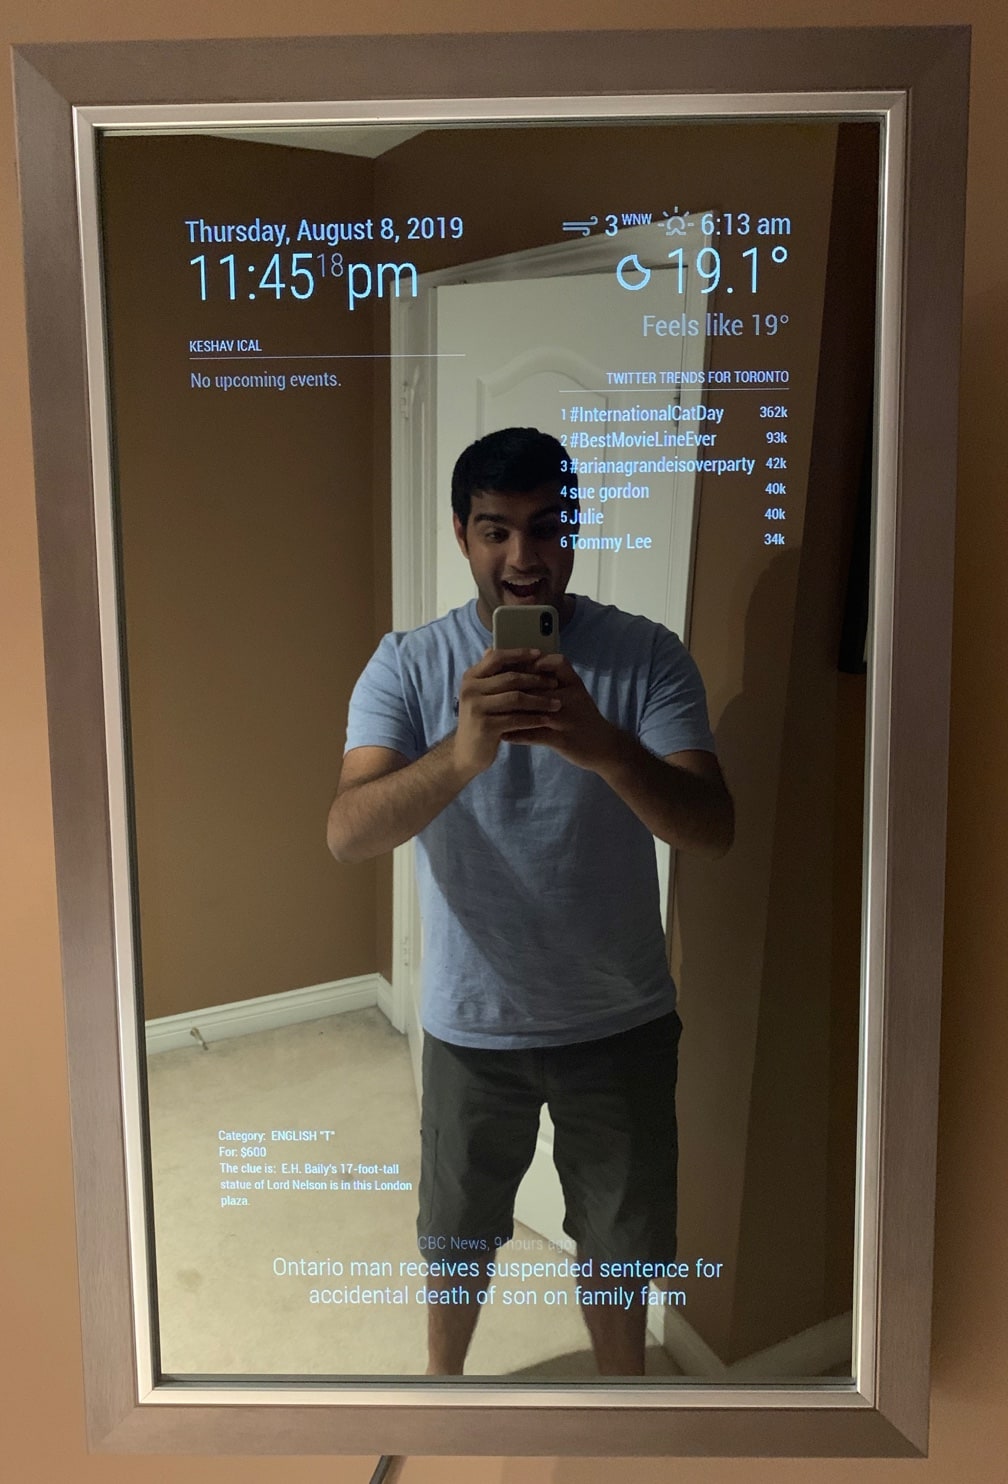 Thursday, August 8, 2019
11:45 18 pm
KESHAV ICAL
No upcoming events.
3 WNW 6:13 am
19.1°
Feels like 19°
TWITTER TRENDS FOR TORONTO
1 #InternationalCatDay 362k
2 #BestMovieLineEver 93k
3 #arianagrandeisoverparty 42k
4 sue gordon 40k
5 Julie 40k
6 Tommy Lee 34k
Category: ENGLISH "T"
For: $600
The clue is: E.H. Baily's 17-foot-tall
statue of Lord Nelson is in this London
plaza.
CBC News, 9 hours ago:
Ontario man receives suspended sentence for
accidental death of son on family farm